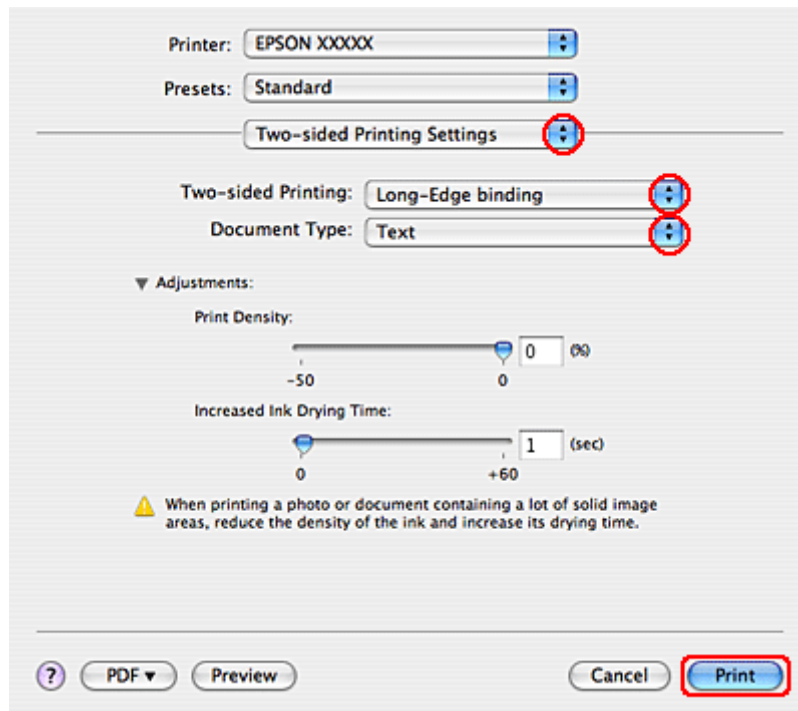 Printer: EPSON XXXXX
Presets: Standard
Two-sided Printing Settings
Two-sided Printing: Long-Edge binding
Document Type: Text
Adjustments:
Print Density:
0 (%)
-50 0
Increased Ink Drying Time:
1 (sec)
0 +60
When printing a photo or document containing a lot of solid image
areas, reduce the density of the ink and increase its drying time.
? PDF Preview Cancel Print